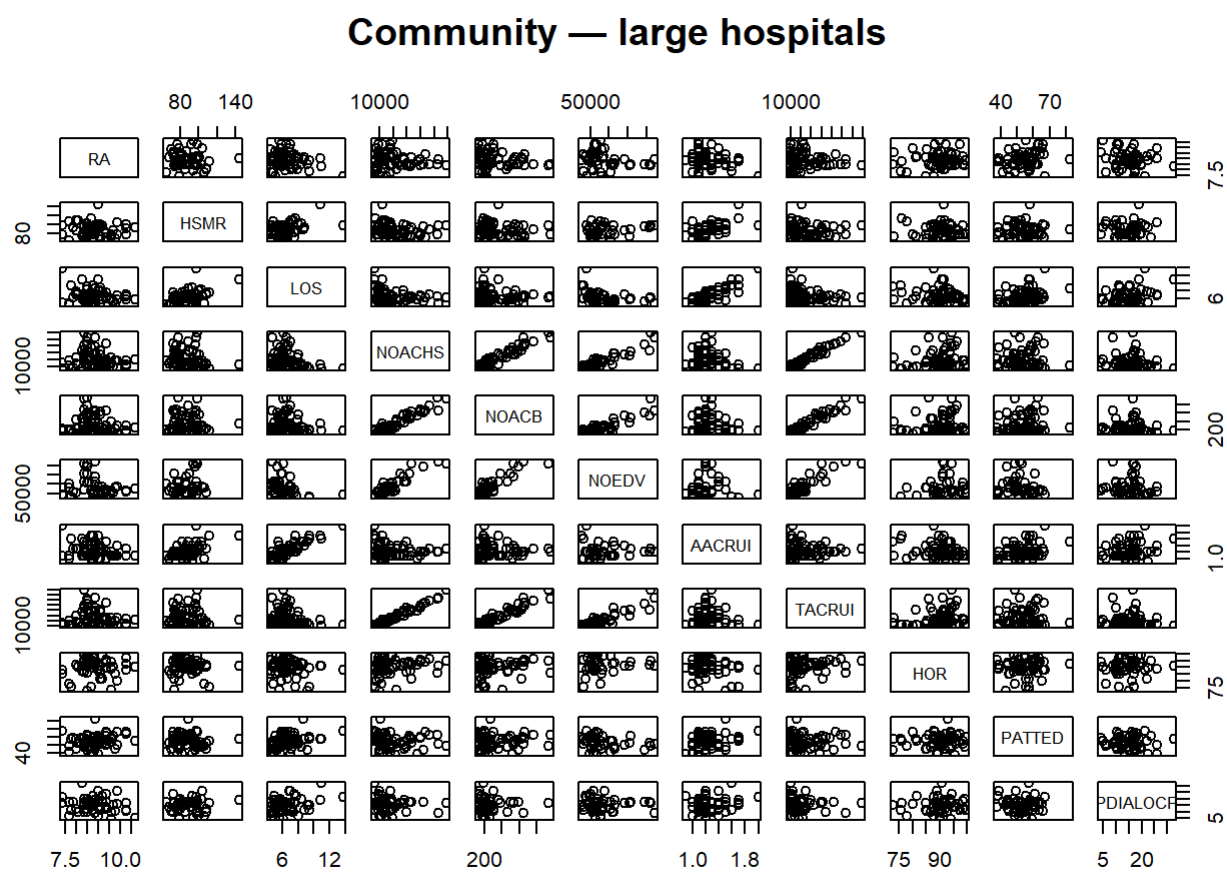 Community — large hospitals
80 140 10000 50000 10000 40 70
RA
7.5
HSMR
80
LOS
6
NOACHS
10000
NOACB
200
NOEDV
50000
AACRUI
1.0
TACRUI
10000
HOR
75
PATTED
40
PDIALOCF
5
7.5 10.0 6 12 200 1.0 1.8 75 90 5 20